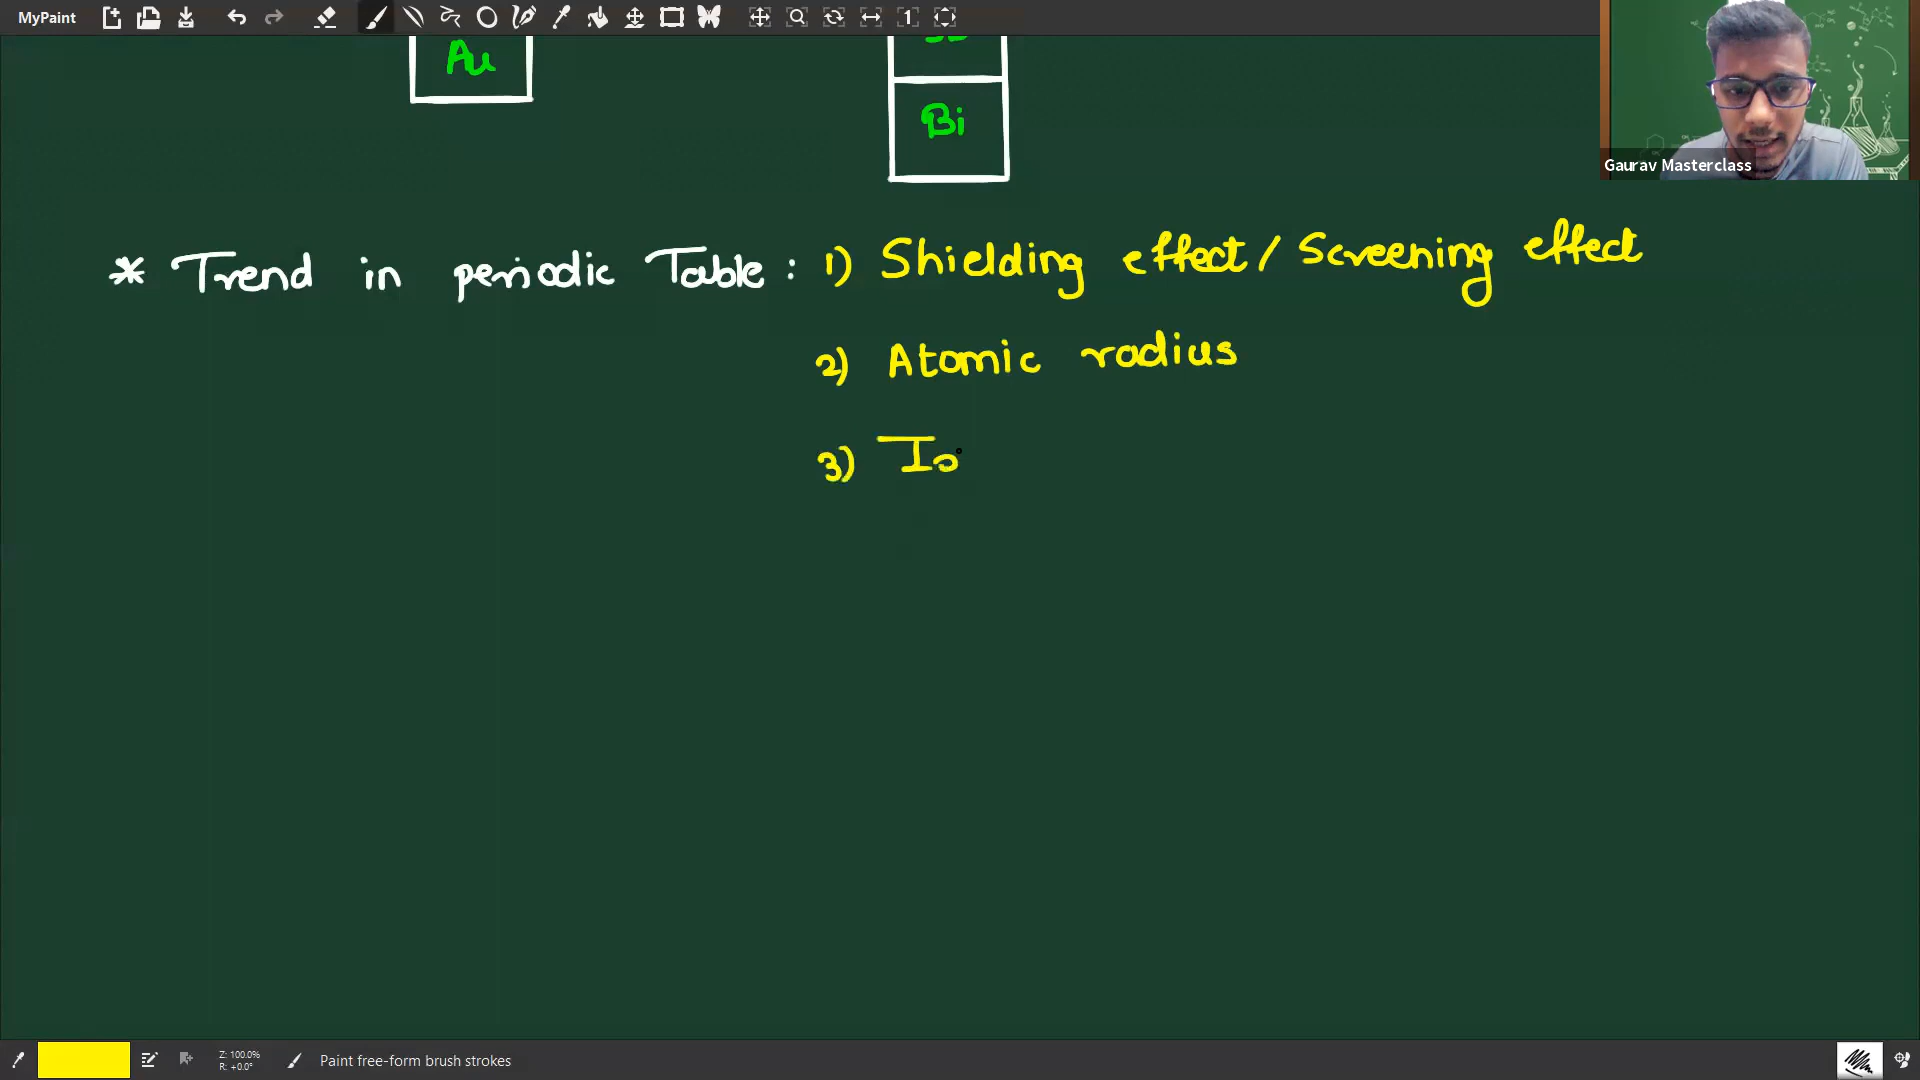 MyPaint
Au
Bi
Gaurav Masterclass
* Trend in periodic Table : 1) Shielding effect / Screening effect
2) Atomic radius
3) Io
Z: 100.0%
R: +0.0°
Paint free-form brush strokes